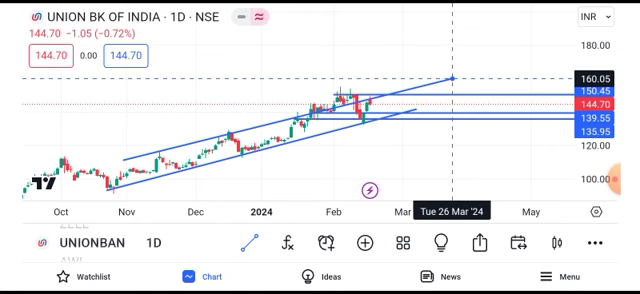 UNION BK OF INDIA · 1D · NSE
INR
144.70 −1.05 (−0.72%)
144.70 0.00 144.70
180.00
160.05
150.45
144.70
139.55
135.95
120.00
100.00
Oct Nov Dec 2024 Feb Mar Tue 26 Mar '24 May
UNIONBAN 1D
Watchlist Chart Ideas News Menu